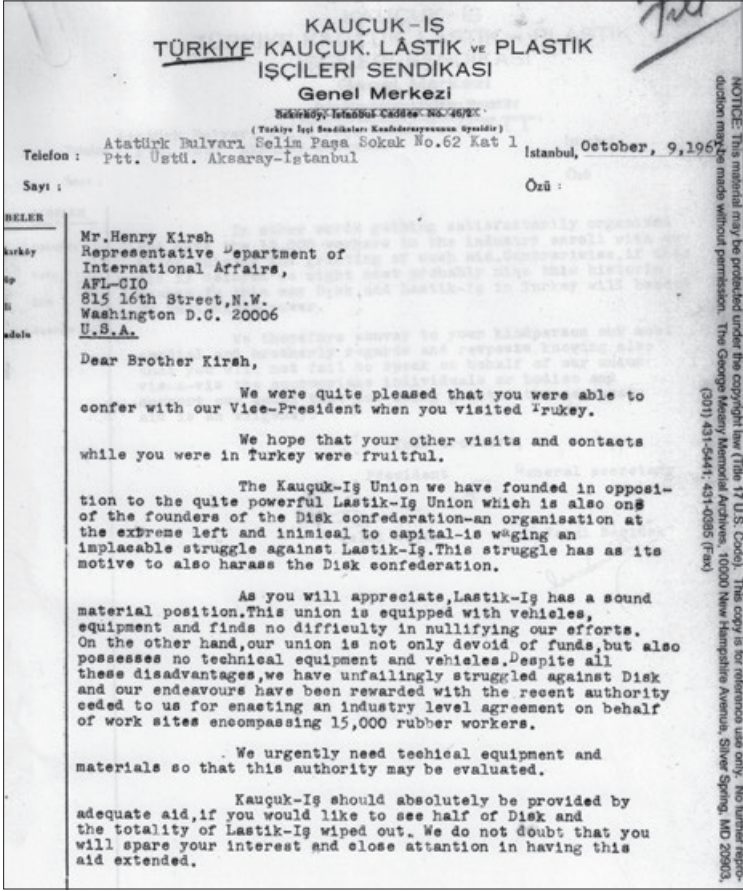 KAUÇUK-İŞ
TÜRKİYE KAUÇUK, LÂSTİK VE PLASTİK
İŞÇİLERİ SENDİKASI
Genel Merkezi
Bakırköy, İstanbul Caddesi No. 46/2
( Türkiye İşçi Sendikaları Konfederasyonunun üyesidir )
Telefon : Atatürk Bulvarı Selim Paşa Sokak No.62 Kat 1
Ptt. Üstü. Aksaray-İstanbul
İstanbul, October, 9,196
Sayı :
Özü :
BELER
Mr.Henry Kirsh
Representative Department of
International Affairs,
AFL-CIO
815 16th Street,N.W.
Washington D.C. 20006
U.S.A.
Dear Brother Kirsh,
We were quite pleased that you were able to
confer with our Vice-President when you visited Trukey.
We hope that your other visits and contacts
while you were in Turkey were fruitful.
The Kauçuk-İş Union we have founded in opposi-
tion to the quite powerful Lastik-İş Union which is also one
of the founders of the Disk confederation-an organisation at
the extreme left and inimical to capital-is waging an
implacable struggle against Lastik-İş.This struggle has as its
motive to also harass the Disk confederation.
As you will appreciate,Lastik-İş has a sound
material position.This union is equipped with vehicles,
equipment and finds no difficulty in nullifying our efforts.
On the other hand,our union is not only devoid of funds,but also
possesses no technical equipment and vehicles.Despite all
these disadvantages,we have unfailingly struggled against Disk
and our endeavours have been rewarded with the recent authority
ceded to us for enacting an industry level agreement on behalf
of work sites encompassing 15,000 rubber workers.
We urgently need techical equipment and
materials so that this authority may be evaluated.
Kauçuk-İş should absolutely be provided by
adequate aid,if you would like to see half of Disk and
the totality of Lastik-İş wiped out. We do not doubt that you
will spare your interest and close attantion in having this
aid extended.
NOTICE: This material may be protected under the copyright law (Title 17 U.S. Code). This copy is for reference use only. No further repro-
duction may be made without permission. The George Meany Memorial Archives, 10000 New Hampshire Avenue, Silver Spring, MD 20903,
(301) 431-5441; 431-0385 (Fax)